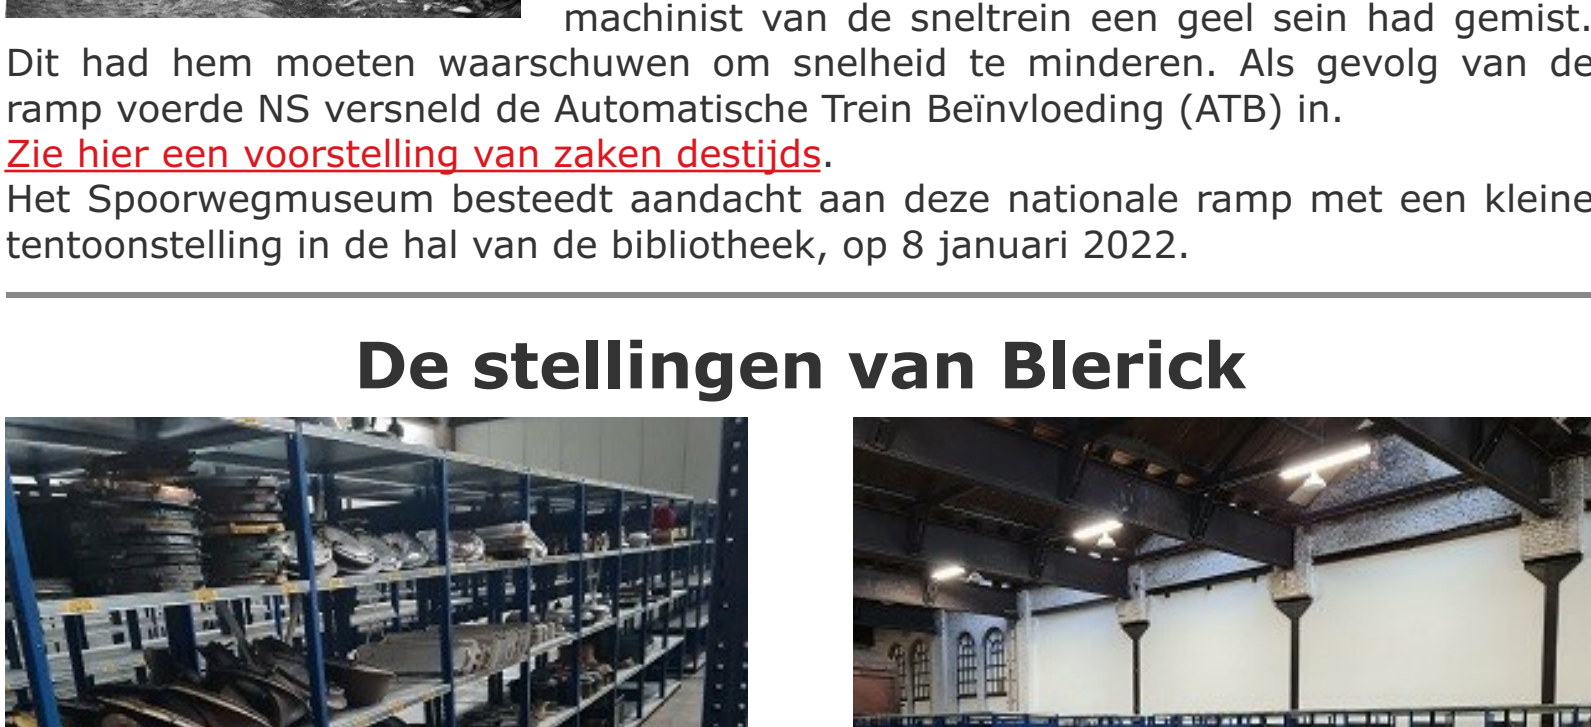 machinist van de sneltrein een geel sein had gemist.
Dit had hem moeten waarschuwen om snelheid te minderen. Als gevolg van de
ramp voerde NS versneld de Automatische Trein Beïnvloeding (ATB) in.
Zie hier een voorstelling van zaken destijds.
Het Spoorwegmuseum besteedt aandacht aan deze nationale ramp met een kleine
tentoonstelling in de hal van de bibliotheek, op 8 januari 2022.
De stellingen van Blerick